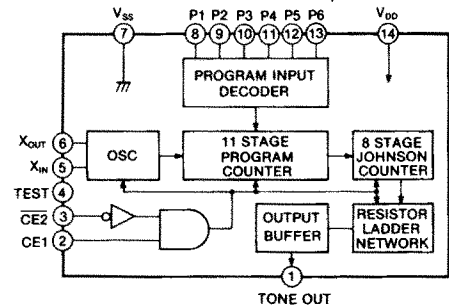 VSS P1 P2 P3 P4 P5 P6 VDD
7 8 9 10 11 12 13 14
PROGRAM INPUT
DECODER
XOUT 6
XIN 5
OSC
11 STAGE
PROGRAM
COUNTER
8 STAGE
JOHNSON
COUNTER
TEST 4
CE2 3
CE1 2
OUTPUT
BUFFER
RESISTOR
LADDER
NETWORK
1
TONE OUT